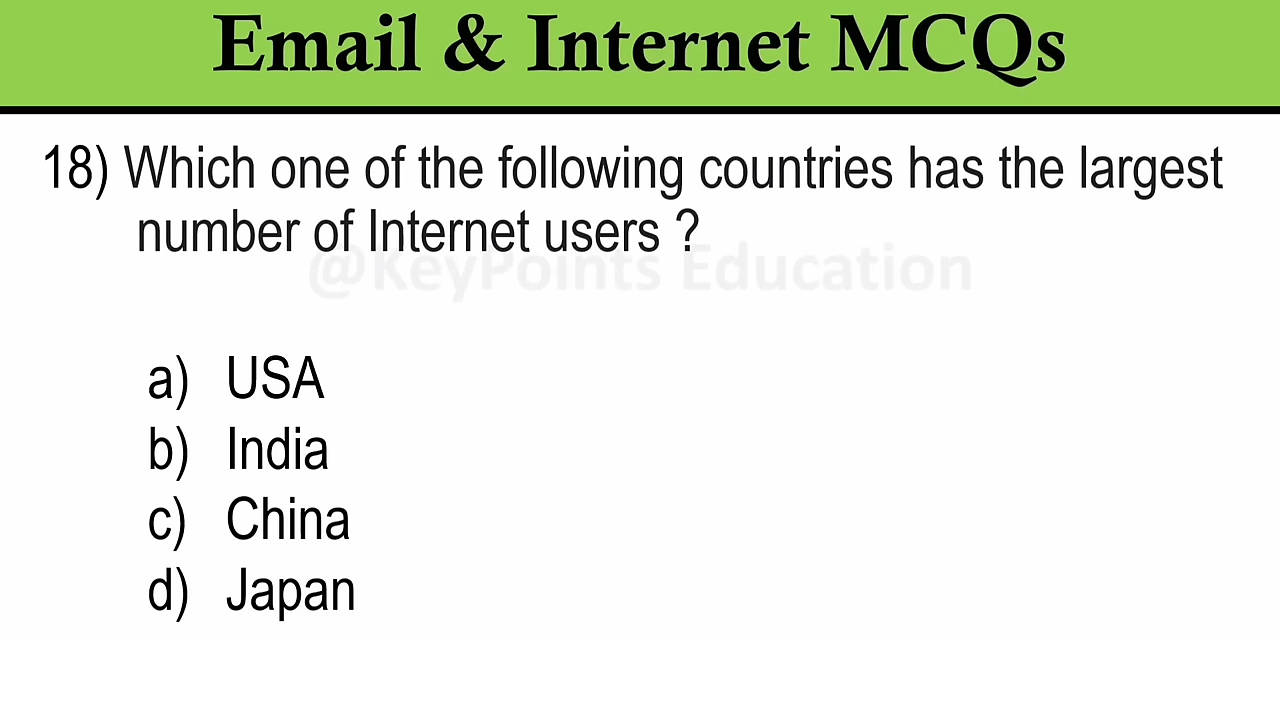 Email & Internet MCQs
18) Which one of the following countries has the largest
number of Internet users ?
@KeyPoints Education
a) USA
b) India
c) China
d) Japan